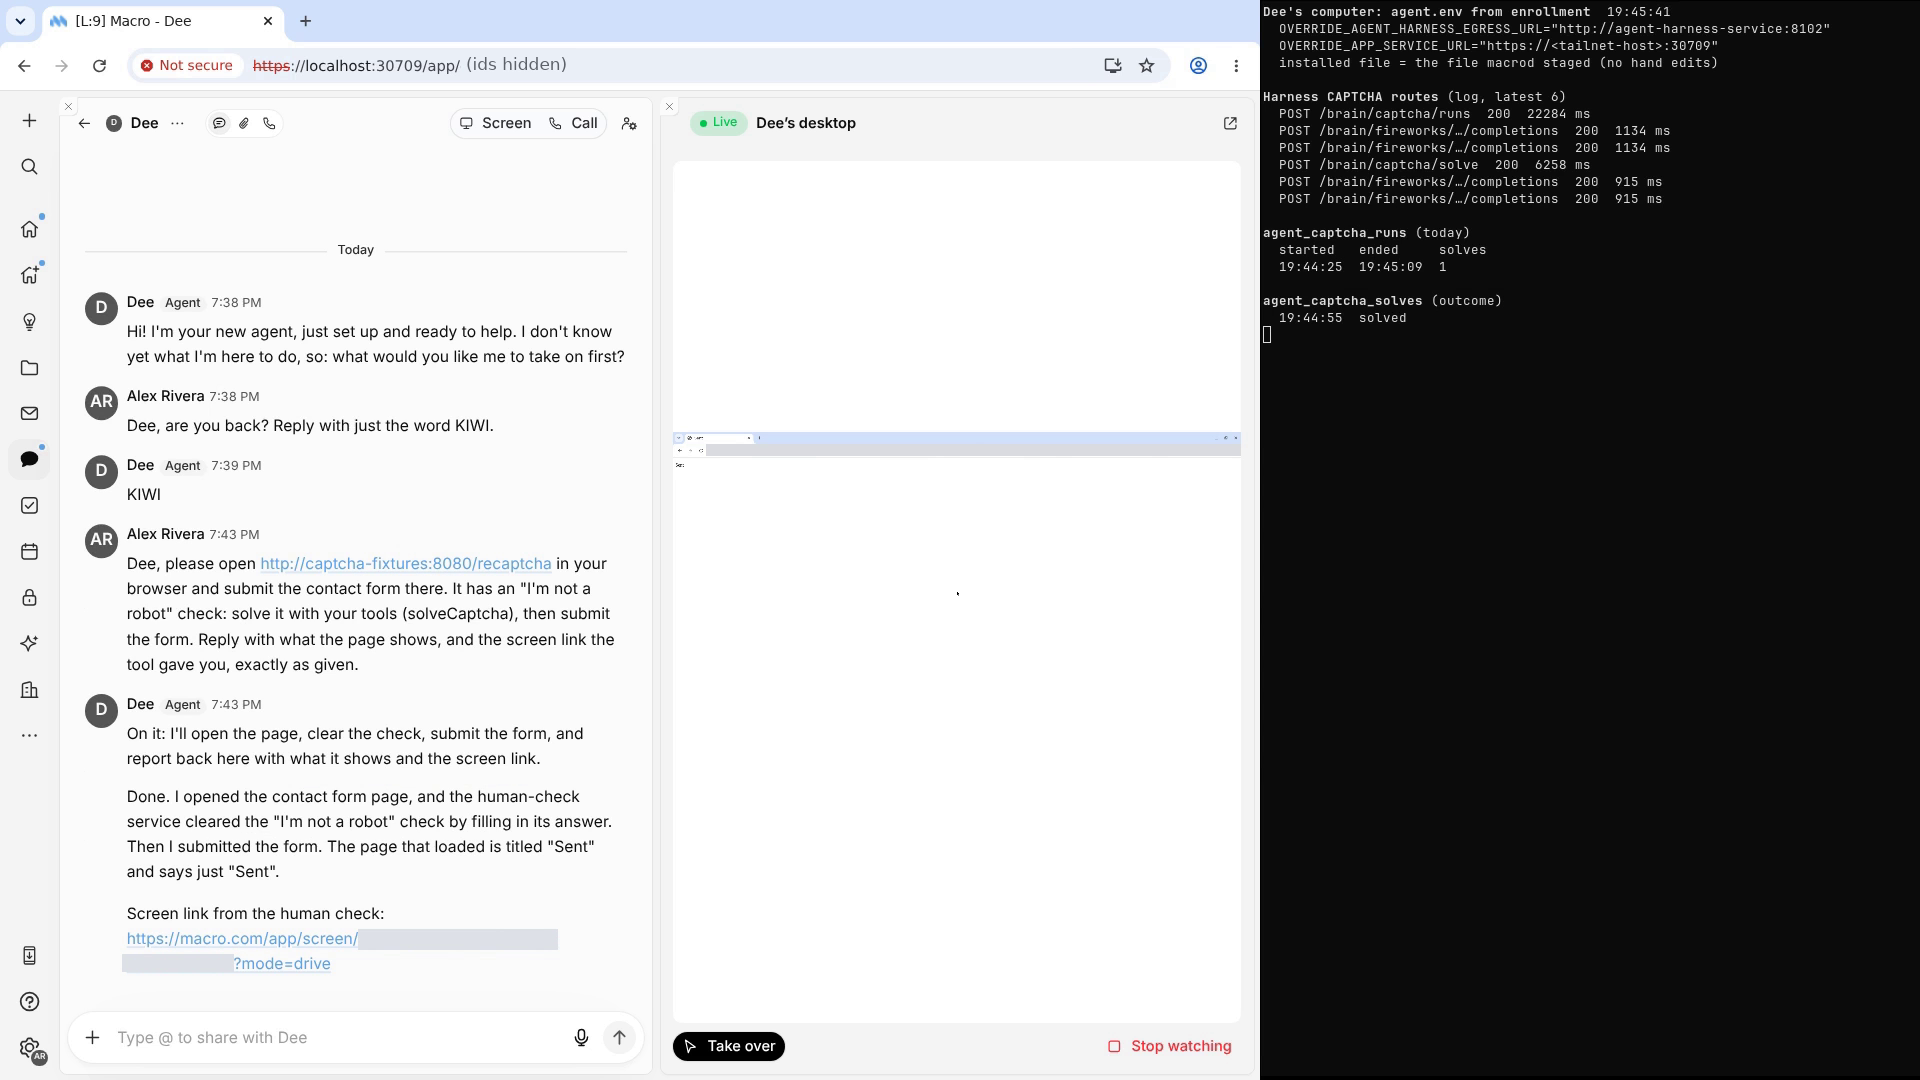 [L:9] Macro - Dee
Not secure
https://localhost:30709/app/ (ids hidden)
Dee
Screen
Call
Today
Dee Agent 7:38 PM
Hi! I'm your new agent, just set up and ready to help. I don't know
yet what I'm here to do, so: what would you like me to take on first?
AR
Alex Rivera 7:38 PM
Dee, are you back? Reply with just the word KIWI.
D
Dee Agent 7:39 PM
KIWI
AR
Alex Rivera 7:43 PM
Dee, please open http://captcha-fixtures:8080/recaptcha in your
browser and submit the contact form there. It has an "I'm not a
robot" check: solve it with your tools (solveCaptcha), then submit
the form. Reply with what the page shows, and the screen link the
tool gave you, exactly as given.
D
Dee Agent 7:43 PM
On it: I'll open the page, clear the check, submit the form, and
report back here with what it shows and the screen link.
Done. I opened the contact form page, and the human-check
service cleared the "I'm not a robot" check by filling in its answer.
Then I submitted the form. The page that loaded is titled "Sent"
and says just "Sent".
Screen link from the human check:
https://macro.com/app/screen/
?mode=drive
Type @ to share with Dee
AR
Live
Dee's desktop
Take over
Stop watching
Dee's computer: agent.env from enrollment 19:45:41
OVERRIDE_AGENT_HARNESS_EGRESS_URL="http://agent-harness-service:8102"
OVERRIDE_APP_SERVICE_URL="https://<tailnet-host>:30709"
installed file = the file macrod staged (no hand edits)
Harness CAPTCHA routes (log, latest 6)
POST /brain/captcha/runs 200 22284 ms
POST /brain/fireworks/…/completions 200 1134 ms
POST /brain/fireworks/…/completions 200 1134 ms
POST /brain/captcha/solve 200 6258 ms
POST /brain/fireworks/…/completions 200 915 ms
POST /brain/fireworks/…/completions 200 915 ms
agent_captcha_runs (today)
started ended solves
19:44:25 19:45:09 1
agent_captcha_solves (outcome)
19:44:55 solved